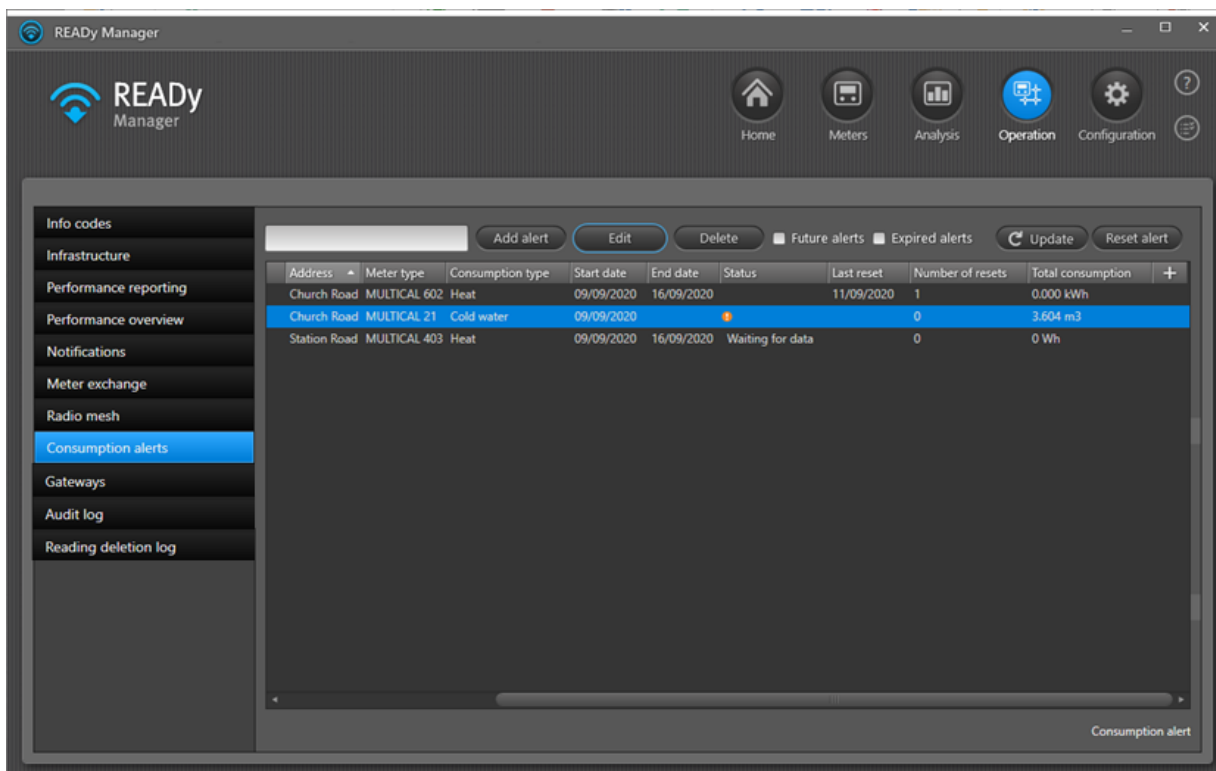 READy Manager
READy
Manager
Home Meters Analysis Operation Configuration
?
Info codes
Infrastructure
Performance reporting
Performance overview
Notifications
Meter exchange
Radio mesh
Consumption alerts
Gateways
Audit log
Reading deletion log
Add alert Edit Delete Future alerts Expired alerts Update Reset alert
Address Meter type Consumption type Start date End date Status Last reset Number of resets Total consumption +
Church Road MULTICAL 602 Heat 09/09/2020 16/09/2020 11/09/2020 1 0.000 kWh
Church Road MULTICAL 21 Cold water 09/09/2020 0 3.604 m3
Station Road MULTICAL 403 Heat 09/09/2020 16/09/2020 Waiting for data 0 0 Wh
Consumption alert